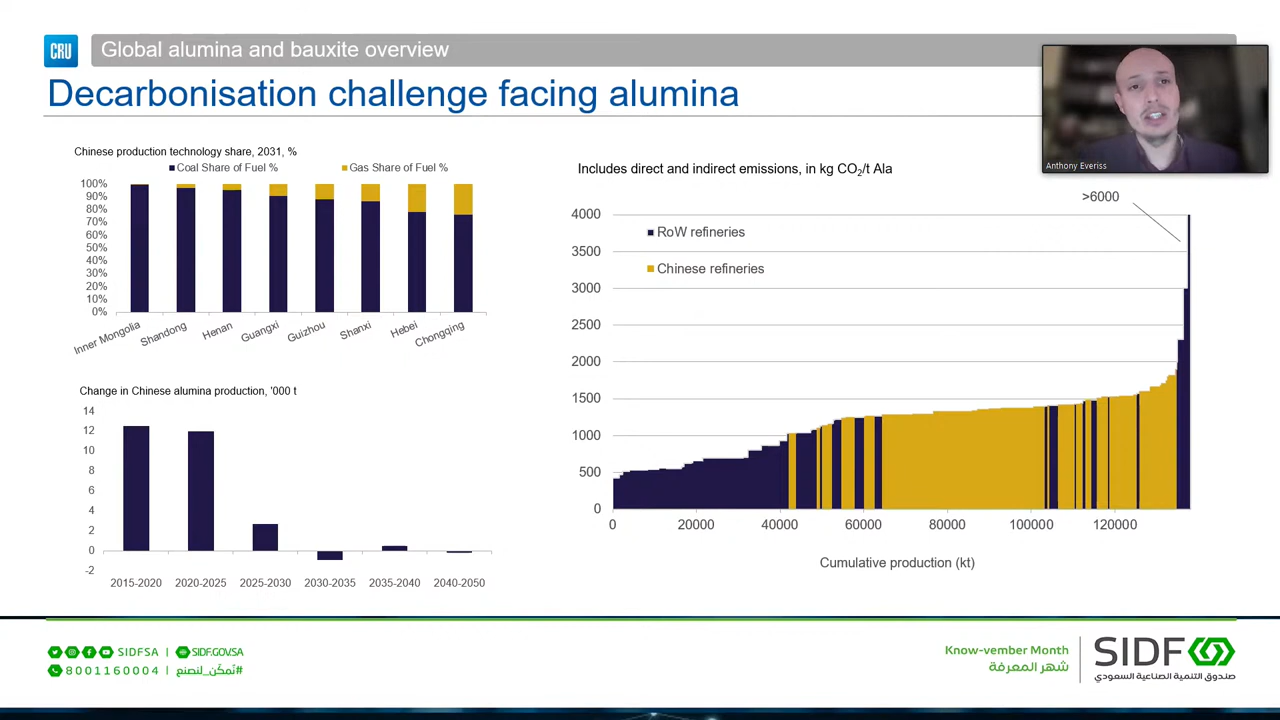 CRU
Global alumina and bauxite overview
Decarbonisation challenge facing alumina
Anthony Everiss
Chinese production technology share, 2031, %
Coal Share of Fuel %
Gas Share of Fuel %
100%
90%
80%
70%
60%
50%
40%
30%
20%
10%
0%
Inner Mongolia
Shandong
Henan
Guangxi
Guizhou
Shanxi
Hebei
Chongqing
Change in Chinese alumina production, '000 t
14
12
10
8
6
4
2
0
-2
2015-2020
2020-2025
2025-2030
2030-2035
2035-2040
2040-2050
Includes direct and indirect emissions, in kg CO₂/t Ala
>6000
RoW refineries
Chinese refineries
4000
3500
3000
2500
2000
1500
1000
500
0
0
20000
40000
60000
80000
100000
120000
Cumulative production (kt)
SIDFSA | SIDF.GOV.SA
8001160004 | #نُمكّن_لنصنع
Know-vember Month
شهر المعرفة
SIDF
صندوق التنمية الصناعية السعودي